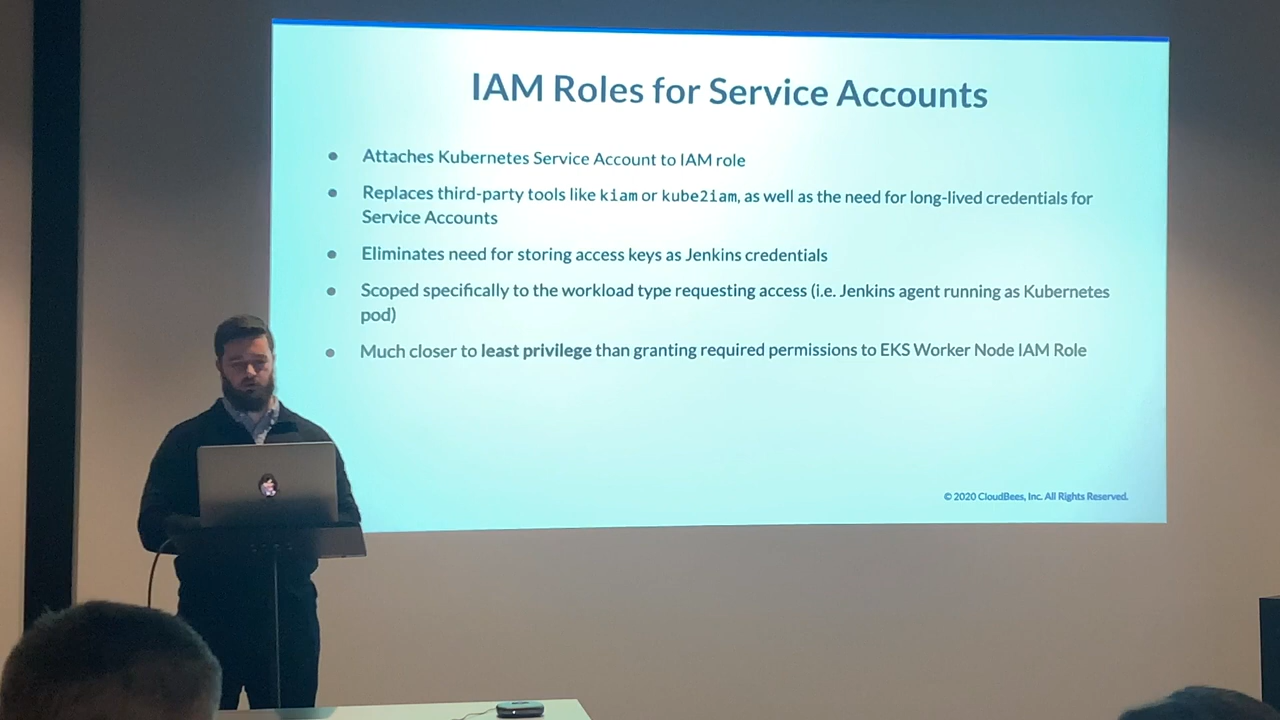 IAM Roles for Service Accounts
● Attaches Kubernetes Service Account to IAM role
● Replaces third-party tools like kiam or kube2iam, as well as the need for long-lived credentials for
Service Accounts
● Eliminates need for storing access keys as Jenkins credentials
● Scoped specifically to the workload type requesting access (i.e. Jenkins agent running as Kubernetes
pod)
● Much closer to least privilege than granting required permissions to EKS Worker Node IAM Role
© 2020 CloudBees, Inc. All Rights Reserved.